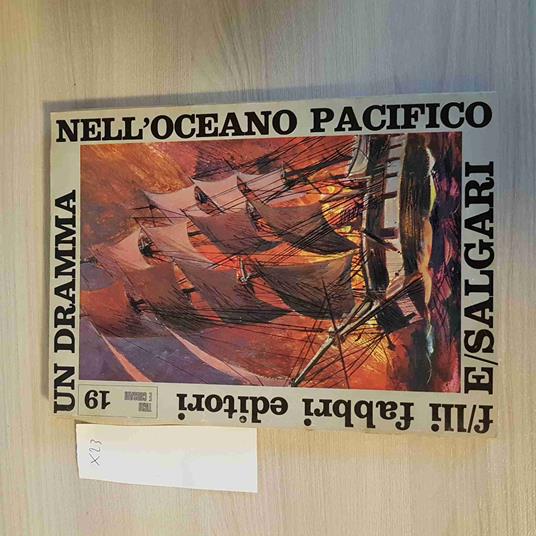 UN DRAMMA
NELL'OCEANO PACIFICO
E/SALGARI
f/lli fabbri editori
19
x23